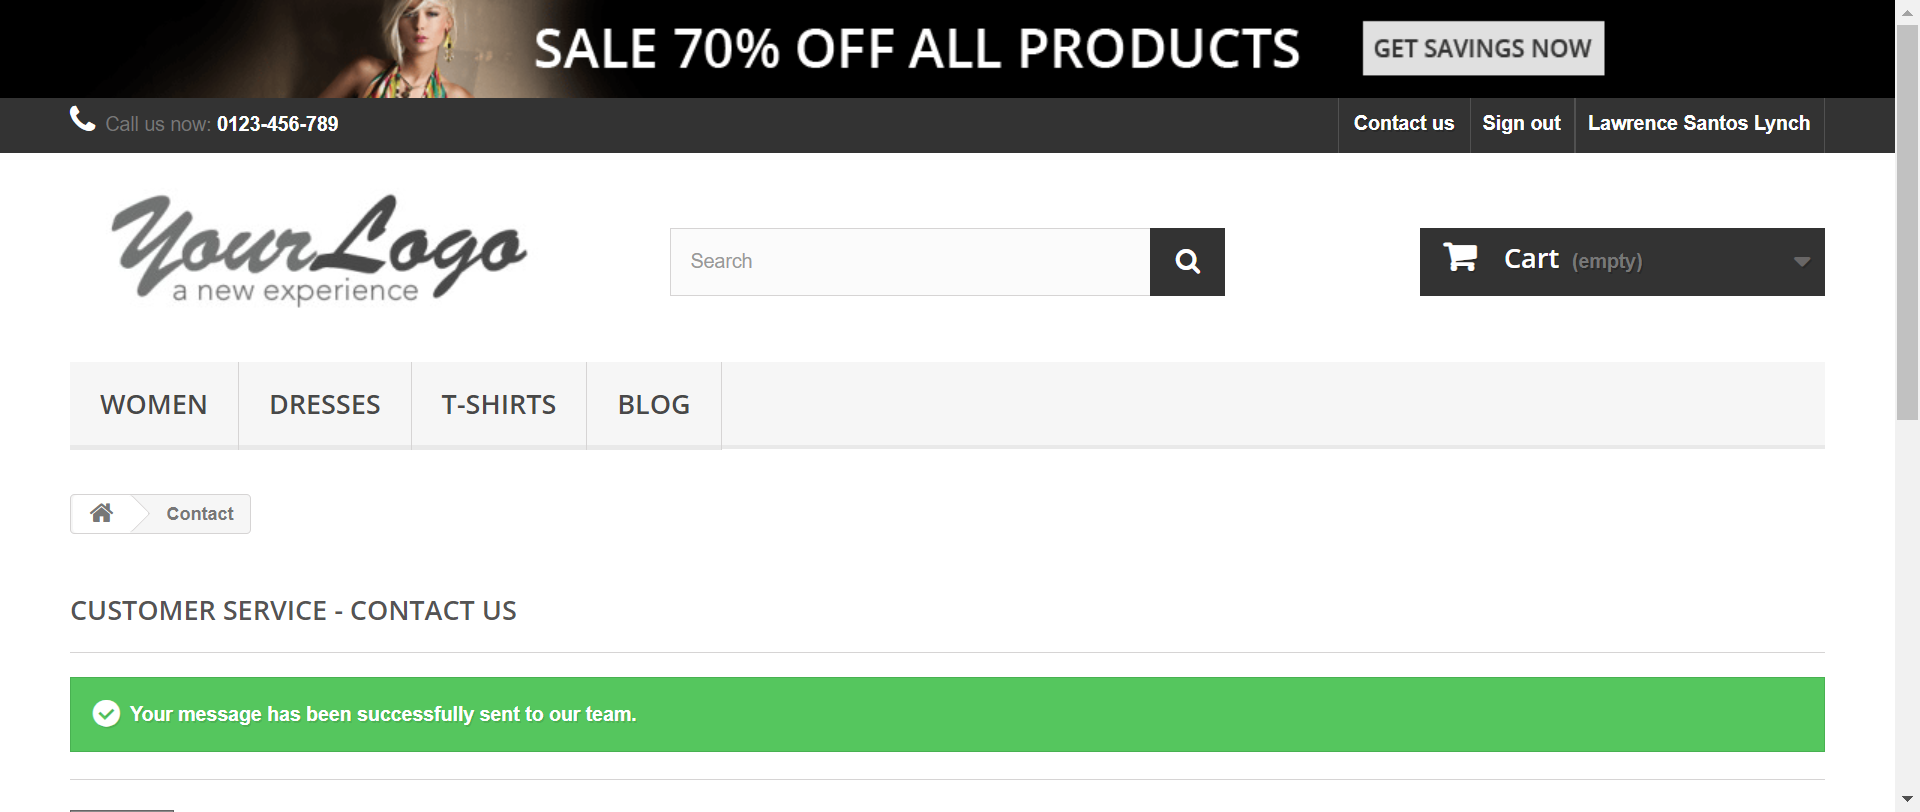 SALE 70% OFF ALL PRODUCTS
GET SAVINGS NOW
Call us now: 0123-456-789
Contact us
Sign out
Lawrence Santos Lynch
YourLogo
a new experience
Search
Cart (empty)
WOMEN
DRESSES
T-SHIRTS
BLOG
Contact
CUSTOMER SERVICE - CONTACT US
Your message has been successfully sent to our team.